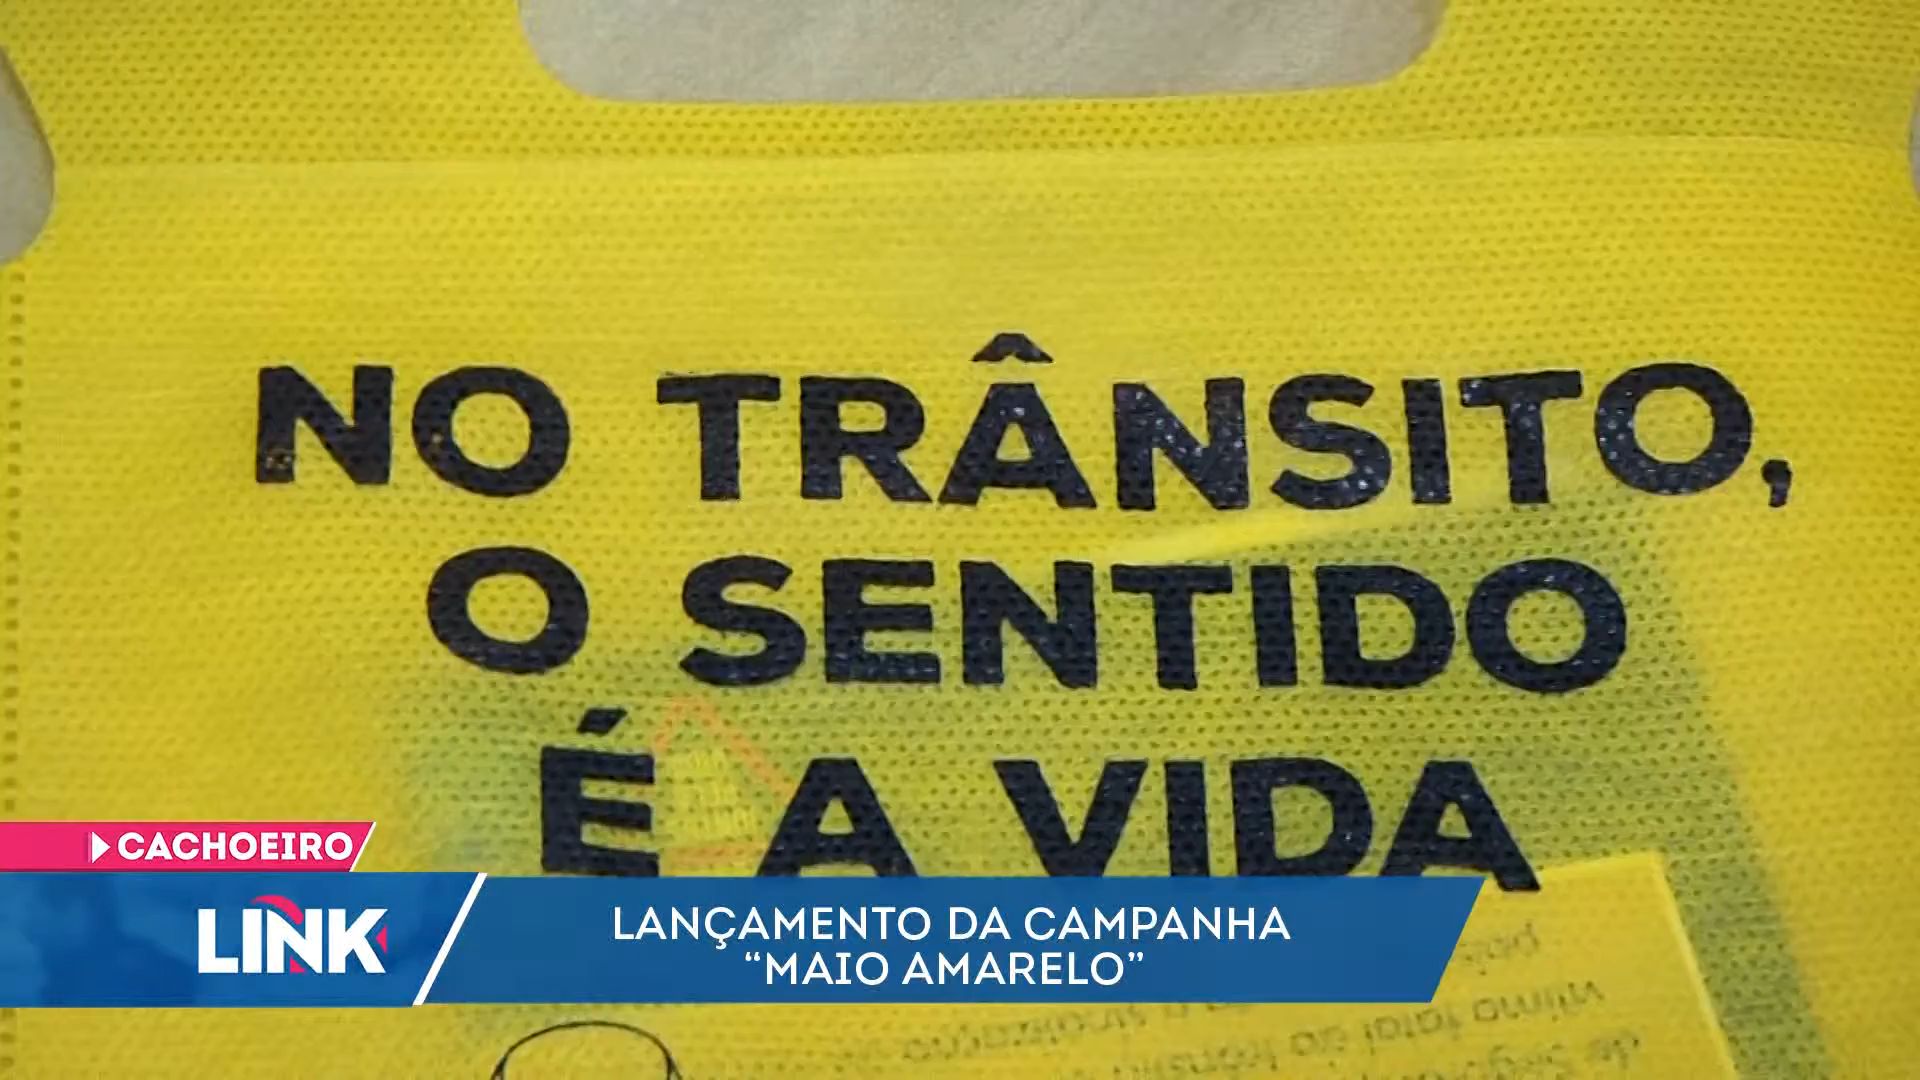 NO TRÂNSITO,
O SENTIDO
É A VIDA
CACHOEIRO
LINK
LANÇAMENTO DA CAMPANHA
“MAIO AMARELO”